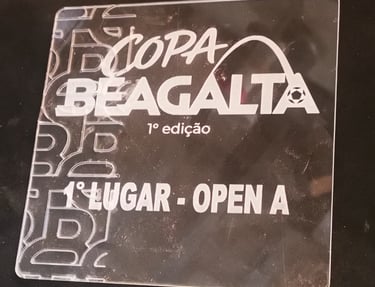 COPA
BEAGALTA
1º edição
1º LUGAR - OPEN A